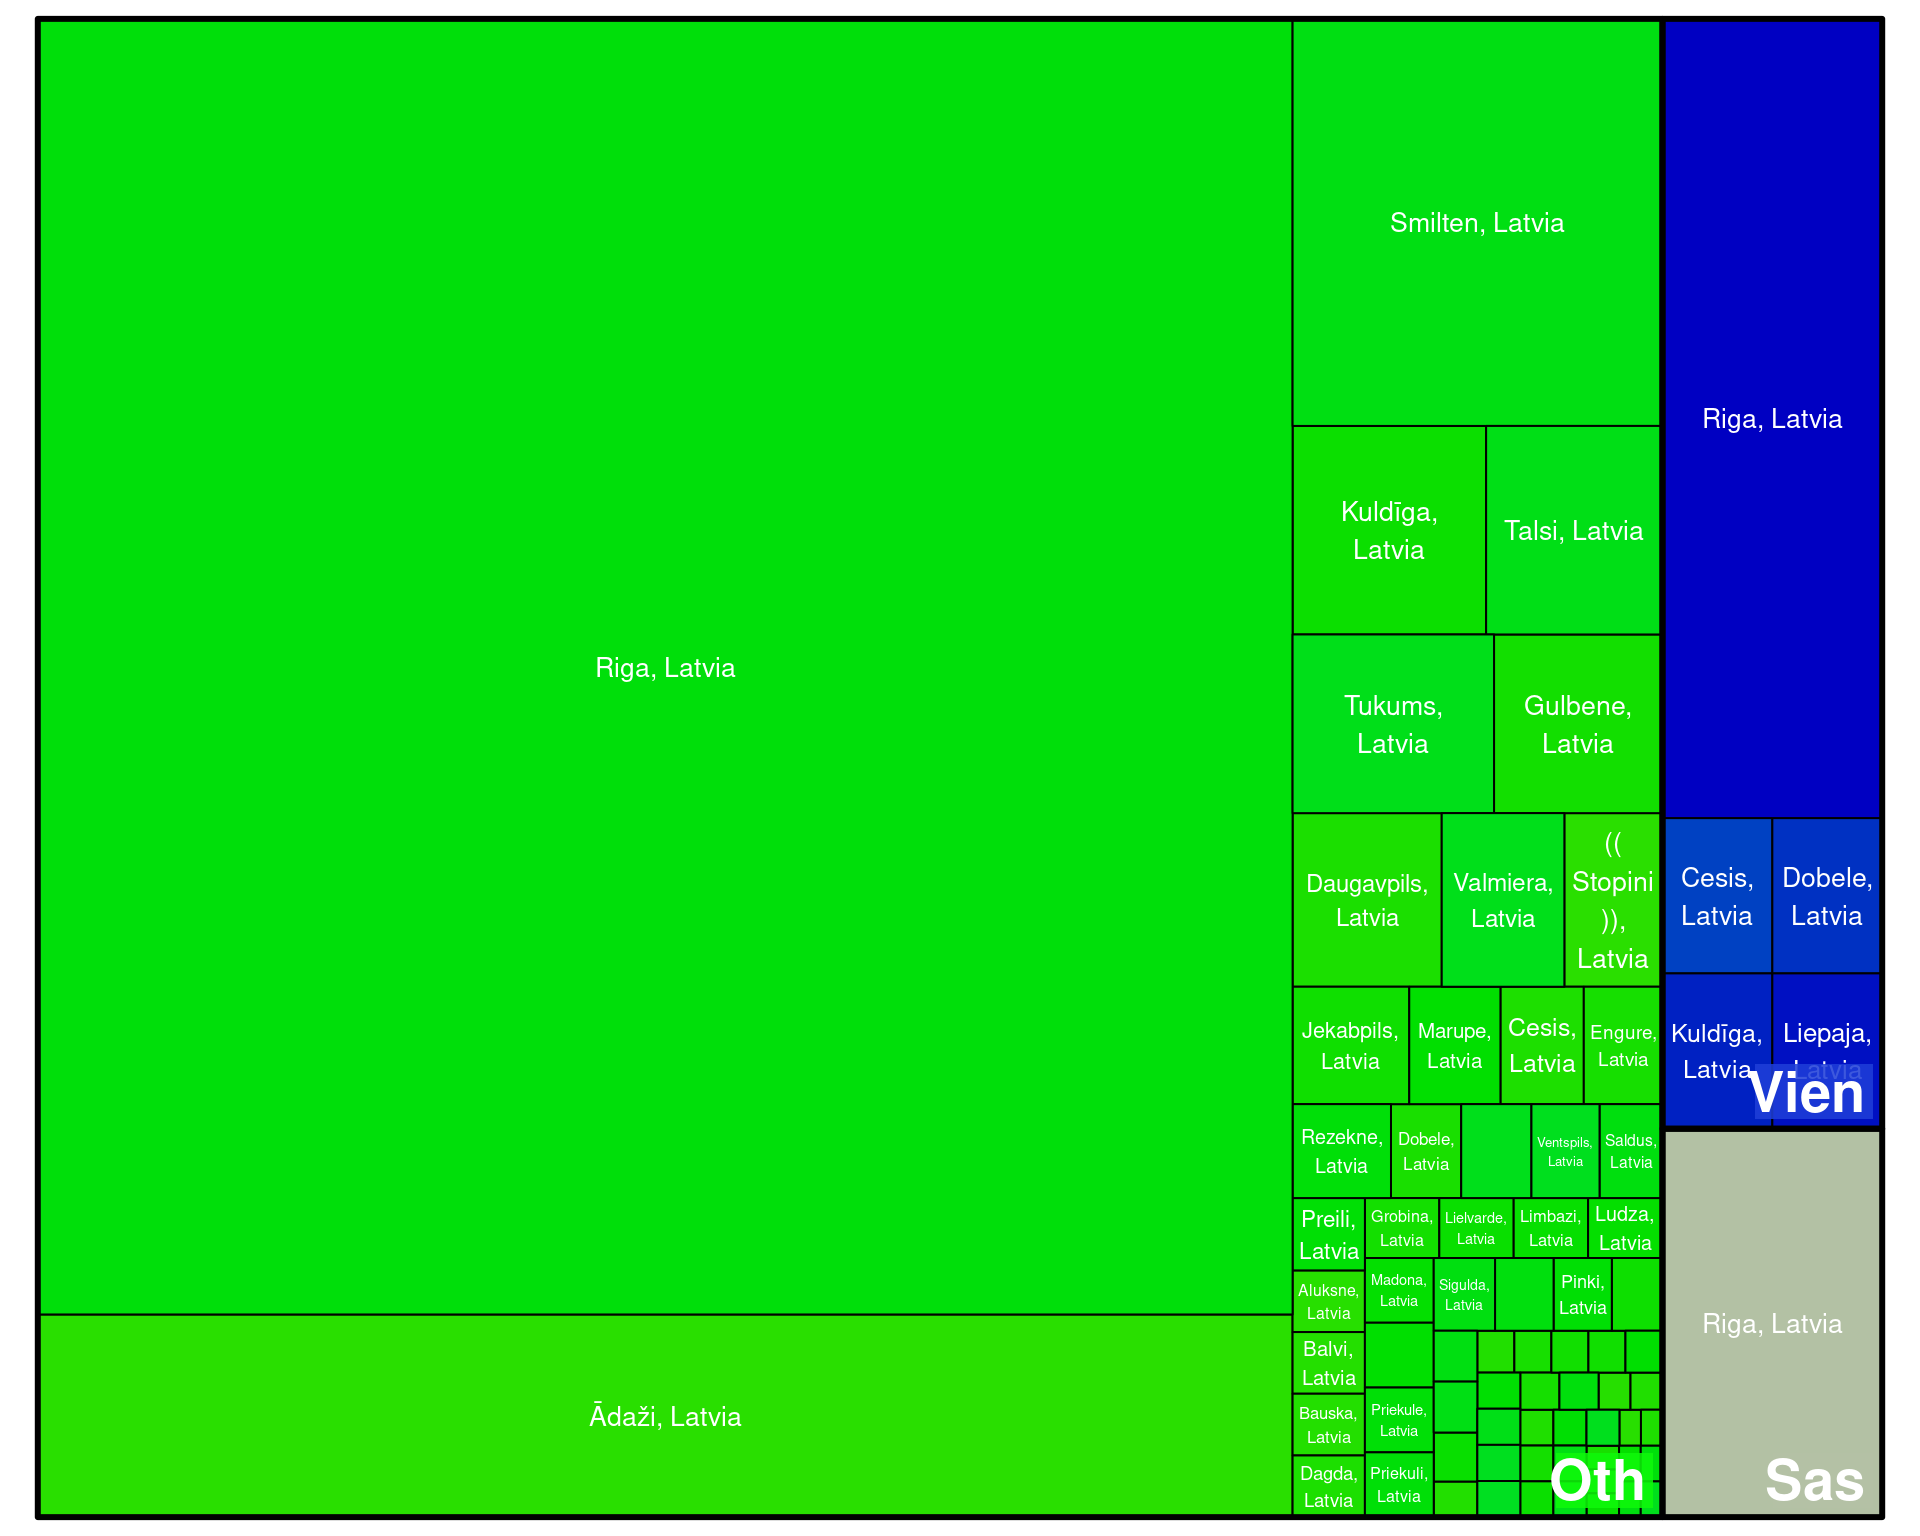 Riga, Latvia
Ādaži, Latvia
Smilten, Latvia
Kuldīga,
Latvia
Talsi, Latvia
Tukums,
Latvia
Gulbene,
Latvia
Daugavpils,
Latvia
Valmiera,
Latvia
((
Stopini
)),
Latvia
Jekabpils,
Latvia
Marupe,
Latvia
Cesis,
Latvia
Engure,
Latvia
Rezekne,
Latvia
Dobele,
Latvia
Ventspils,
Latvia
Saldus,
Latvia
Preili,
Latvia
Grobina,
Latvia
Lielvarde,
Latvia
Limbazi,
Latvia
Ludza,
Latvia
Aluksne,
Latvia
Madona,
Latvia
Sigulda,
Latvia
Pinki,
Latvia
Balvi,
Latvia
Bauska,
Latvia
Priekule,
Latvia
Dagda,
Latvia
Priekuli,
Latvia
Oth
Riga, Latvia
Cesis,
Latvia
Dobele,
Latvia
Kuldīga,
Latvia
Liepaja,
Latvia
Vien
Riga, Latvia
Sas